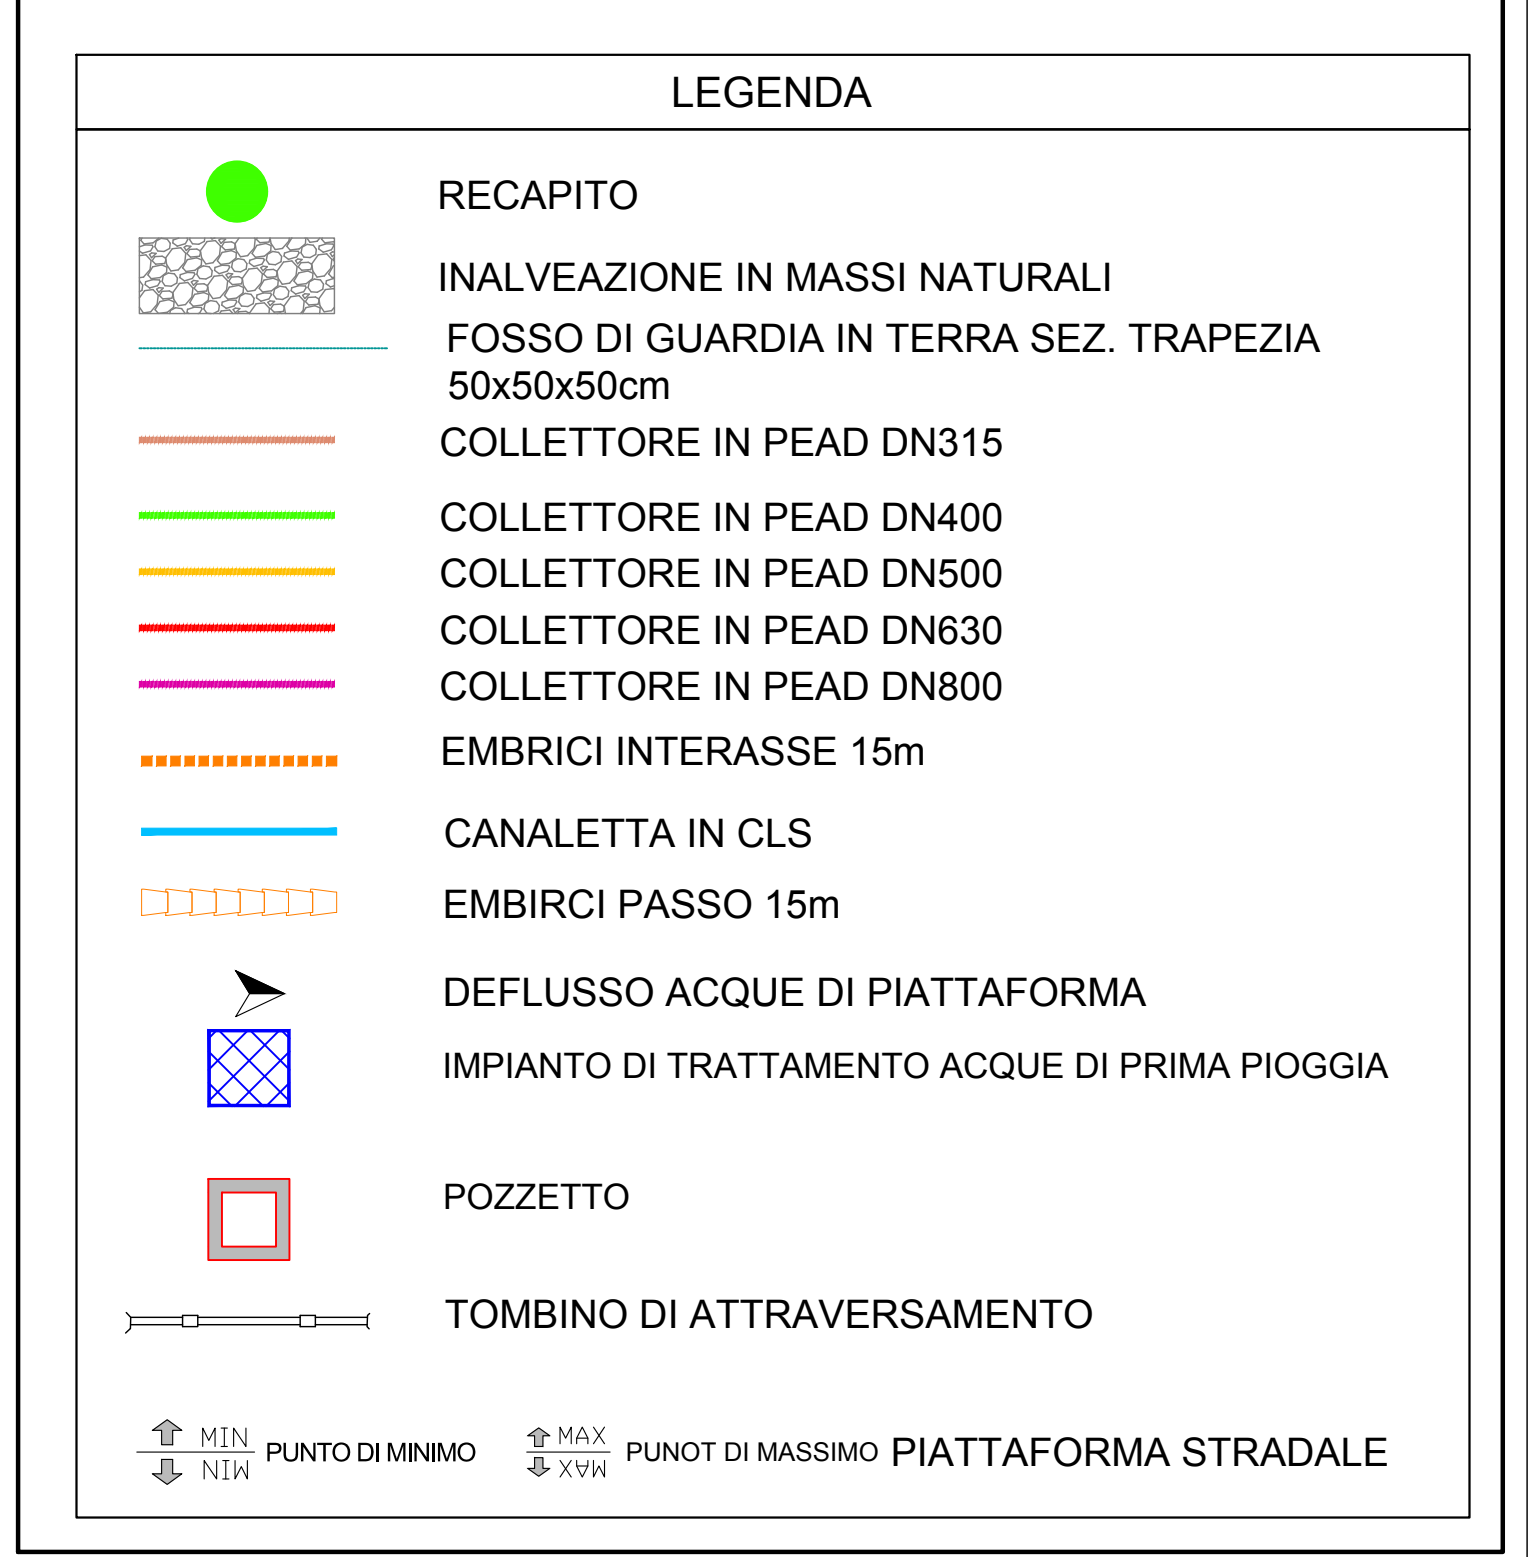 LEGENDA
RECAPITO
INALVEAZIONE IN MASSI NATURALI
FOSSO DI GUARDIA IN TERRA SEZ. TRAPEZIA
50x50x50cm
COLLETTORE IN PEAD DN315
COLLETTORE IN PEAD DN400
COLLETTORE IN PEAD DN500
COLLETTORE IN PEAD DN630
COLLETTORE IN PEAD DN800
EMBRICI INTERASSE 15m
CANALETTA IN CLS
EMBIRCI PASSO 15m
DEFLUSSO ACQUE DI PIATTAFORMA
IMPIANTO DI TRATTAMENTO ACQUE DI PRIMA PIOGGIA
POZZETTO
TOMBINO DI ATTRAVERSAMENTO
MIN
MIN
PUNTO DI MINIMO
MAX
MAX
PUNOT DI MASSIMO
PIATTAFORMA STRADALE